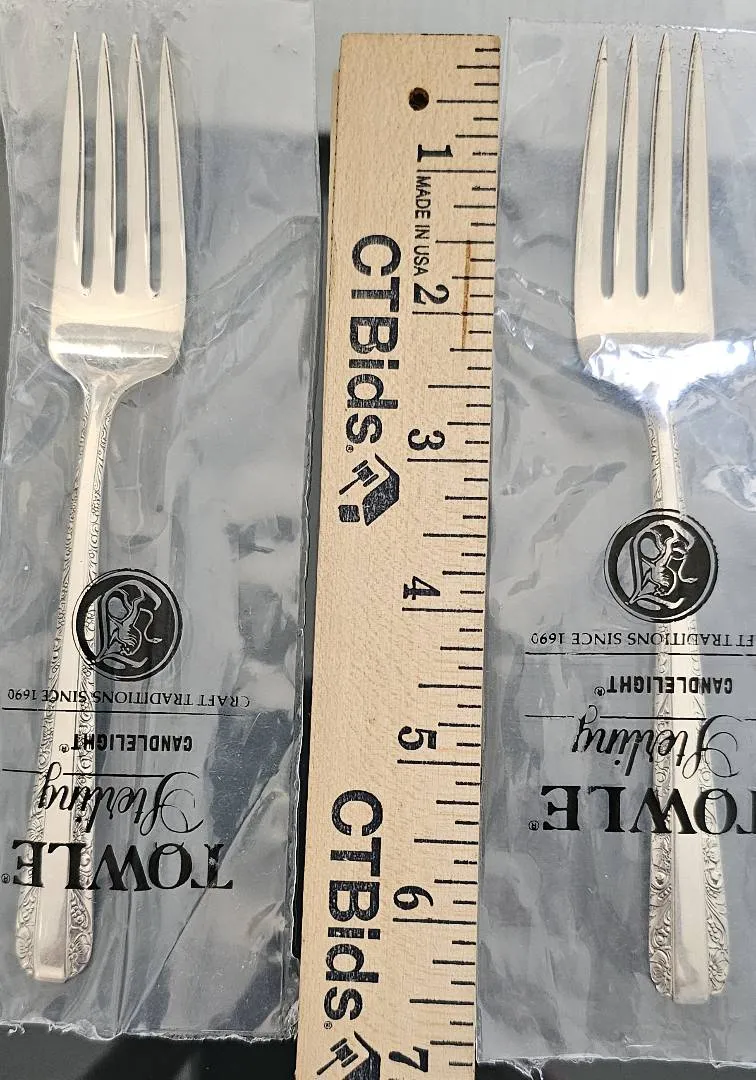 CRAFT TRADITIONS SINCE 1690
CANDLELIGHT®
Sterling
TOWLE®
1
MADE IN USA
2
3
4
5
6
7
CTBids®
CTBids®
FT TRADITIONS SINCE 1690
CANDLELIGHT®
Sterling
TOWLE®